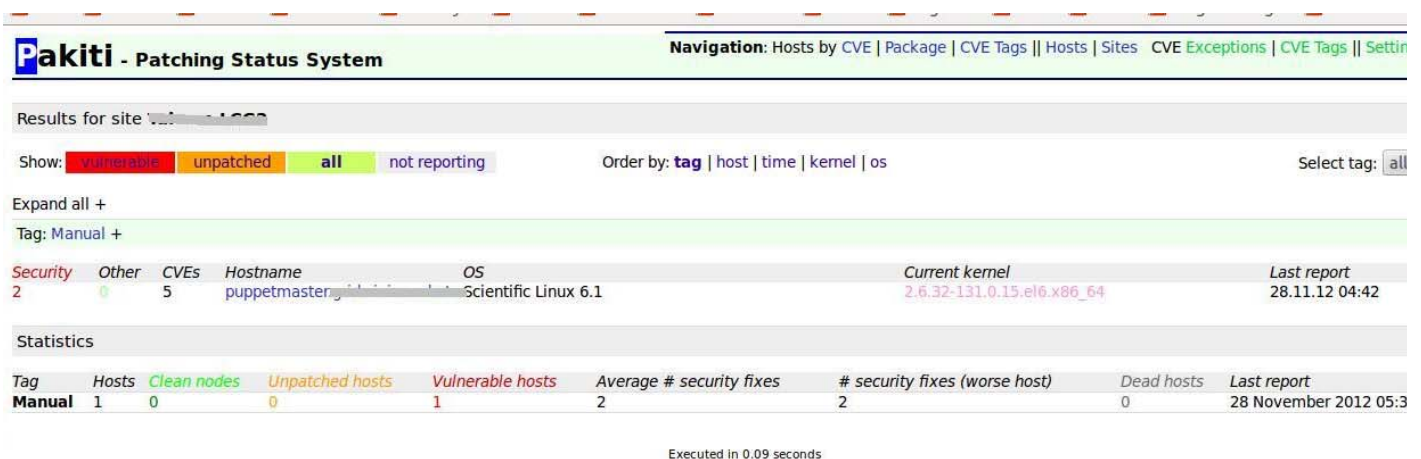 Pakiti - Patching Status System
Navigation: Hosts by CVE | Package | CVE Tags || Hosts | Sites CVE Exceptions | CVE Tags || Settin
Results for site
Show: vulnerable unpatched all not reporting Order by: tag | host | time | kernel | os Select tag: all
Expand all +
Tag: Manual +
Security Other CVEs Hostname OS Current kernel Last report
2 0 5 puppetmaster. Scientific Linux 6.1 2.6.32-131.0.15.el6.x86_64 28.11.12 04:42
Statistics
Tag Hosts Clean nodes Unpatched hosts Vulnerable hosts Average # security fixes # security fixes (worse host) Dead hosts Last report
Manual 1 0 0 1 2 2 0 28 November 2012 05:3
Executed in 0.09 seconds